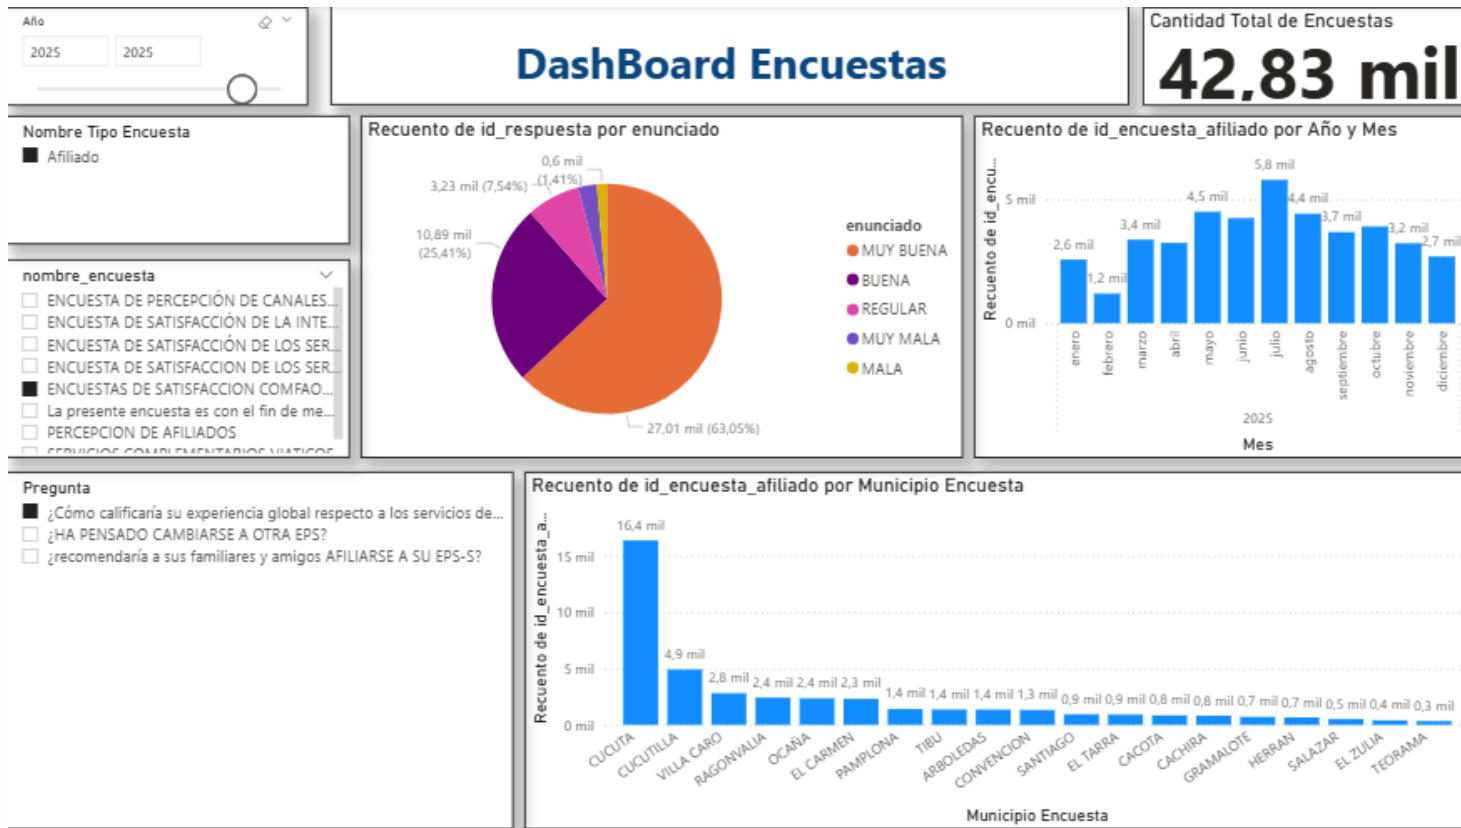 Año
2025
2025
DashBoard Encuestas
Cantidad Total de Encuestas
42,83 mil
Nombre Tipo Encuesta
Afiliado
nombre_encuesta
ENCUESTA DE PERCEPCIÓN DE CANALES...
ENCUESTA DE SATISFACCIÓN DE LA INTE...
ENCUESTA DE SATISFACCIÓN DE LOS SER...
ENCUESTA DE SATISFACCIÓN DE LOS SER...
ENCUESTAS DE SATISFACCION COMFAO...
La presente encuesta es con el fin de me...
PERCEPCION DE AFILIADOS
SERVICIOS COMPLEMENTARIOS VIATICOS
Recuento de id_respuesta por enunciado
0,6 mil
(1,41%)
3,23 mil (7,54%)
10,89 mil
(25,41%)
27,01 mil (63,05%)
enunciado
MUY BUENA
BUENA
REGULAR
MUY MALA
MALA
Recuento de id_encuesta_afiliado por Año y Mes
Recuento de id_encu...
5 mil
0 mil
2,6 mil
1,2 mil
3,4 mil
4,5 mil
5,8 mil
4,4 mil
3,7 mil
3,2 mil
2,7 mil
enero
febrero
marzo
abril
mayo
junio
julio
agosto
septiembre
octubre
noviembre
diciembre
2025
Mes
Pregunta
¿Cómo calificaría su experiencia global respecto a los servicios de...
¿HA PENSADO CAMBIARSE A OTRA EPS?
¿recomendaría a sus familiares y amigos AFILIARSE A SU EPS-S?
Recuento de id_encuesta_afiliado por Municipio Encuesta
Recuento de id_encuesta_a...
15 mil
10 mil
5 mil
0 mil
16,4 mil
4,9 mil
2,8 mil
2,4 mil
2,4 mil
2,3 mil
1,4 mil
1,4 mil
1,4 mil
1,3 mil
0,9 mil
0,9 mil
0,8 mil
0,8 mil
0,7 mil
0,7 mil
0,5 mil
0,4 mil
0,3 mil
CUCUTA
CUCUTILLA
VILLA CARO
RAGONVALIA
OCAÑA
EL CARMEN
PAMPLONA
TIBU
ARBOLEDAS
CONVENCION
SANTIAGO
EL TARRA
CACOTA
CACHIRA
GRAMALOTE
HERRAN
SALAZAR
EL ZULIA
TEORAMA
Municipio Encuesta